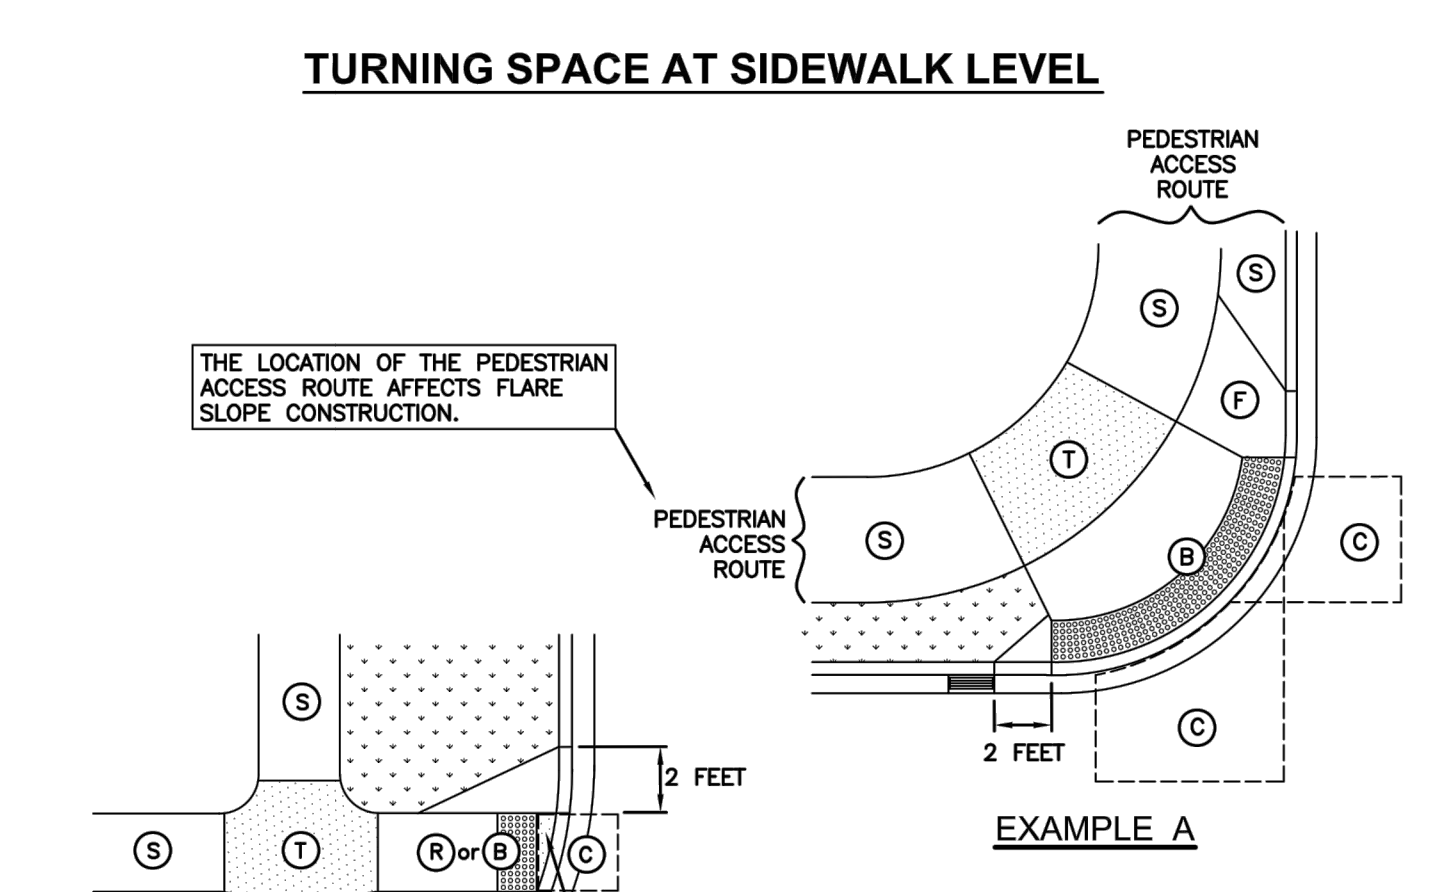 TURNING SPACE AT SIDEWALK LEVEL
PEDESTRIAN
ACCESS
ROUTE
S
S
THE LOCATION OF THE PEDESTRIAN
ACCESS ROUTE AFFECTS FLARE
SLOPE CONSTRUCTION.
F
T
PEDESTRIAN
ACCESS
ROUTE
S
B
C
S
C
2 FEET
2 FEET
EXAMPLE A
S
T
R or B
C